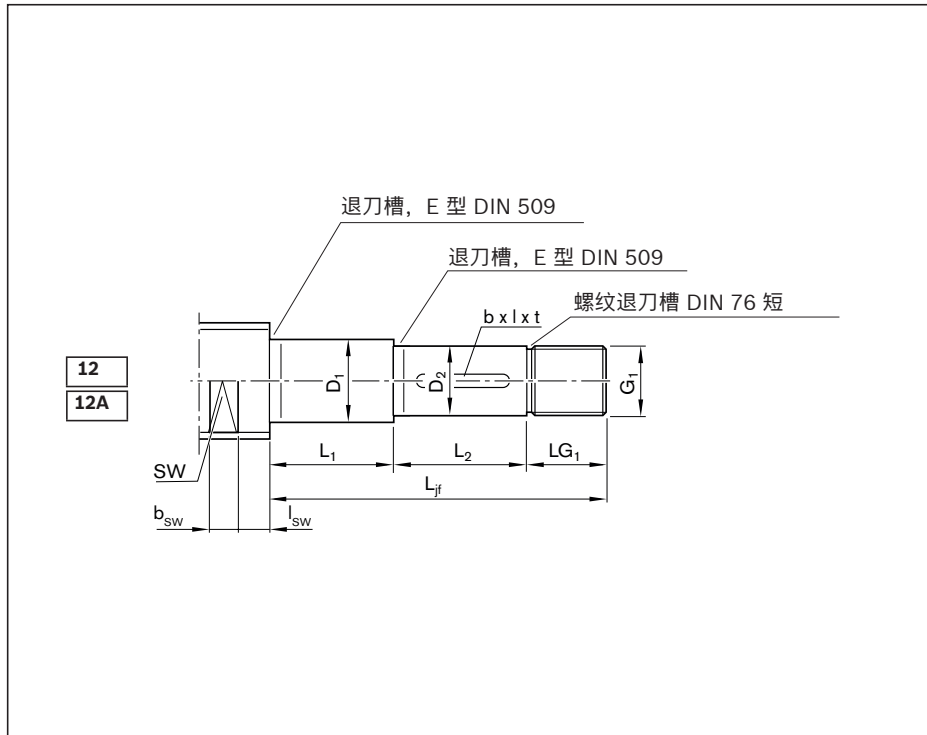 退刀槽，E 型 DIN 509
退刀槽，E 型 DIN 509
螺纹退刀槽 DIN 76 短
b x l x t
12
12A
D₁
D₂
G₁
SW
L₁
L₂
LG₁
Ljf
bSW
lSW